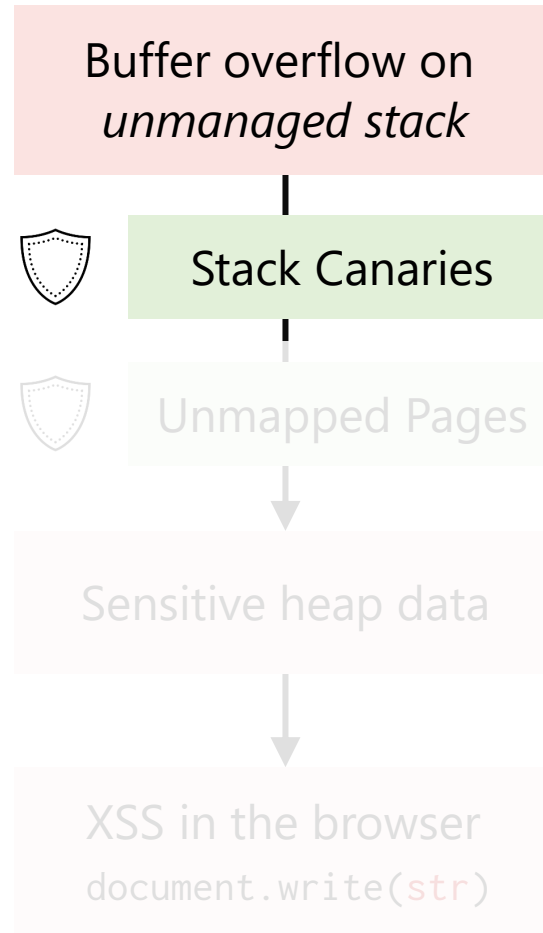 Buffer overflow on
unmanaged stack
Stack Canaries
Unmapped Pages
Sensitive heap data
XSS in the browser
document.write(str)